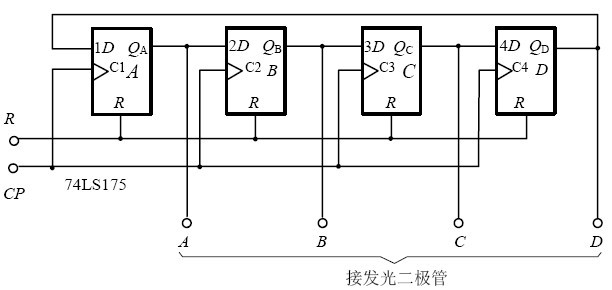 1D QA 2D QB 3D QC 4D QD
C1 A C2 B C3 C C4 D
R R R R
R
CP
74LS175
A B C D
接发光二极管